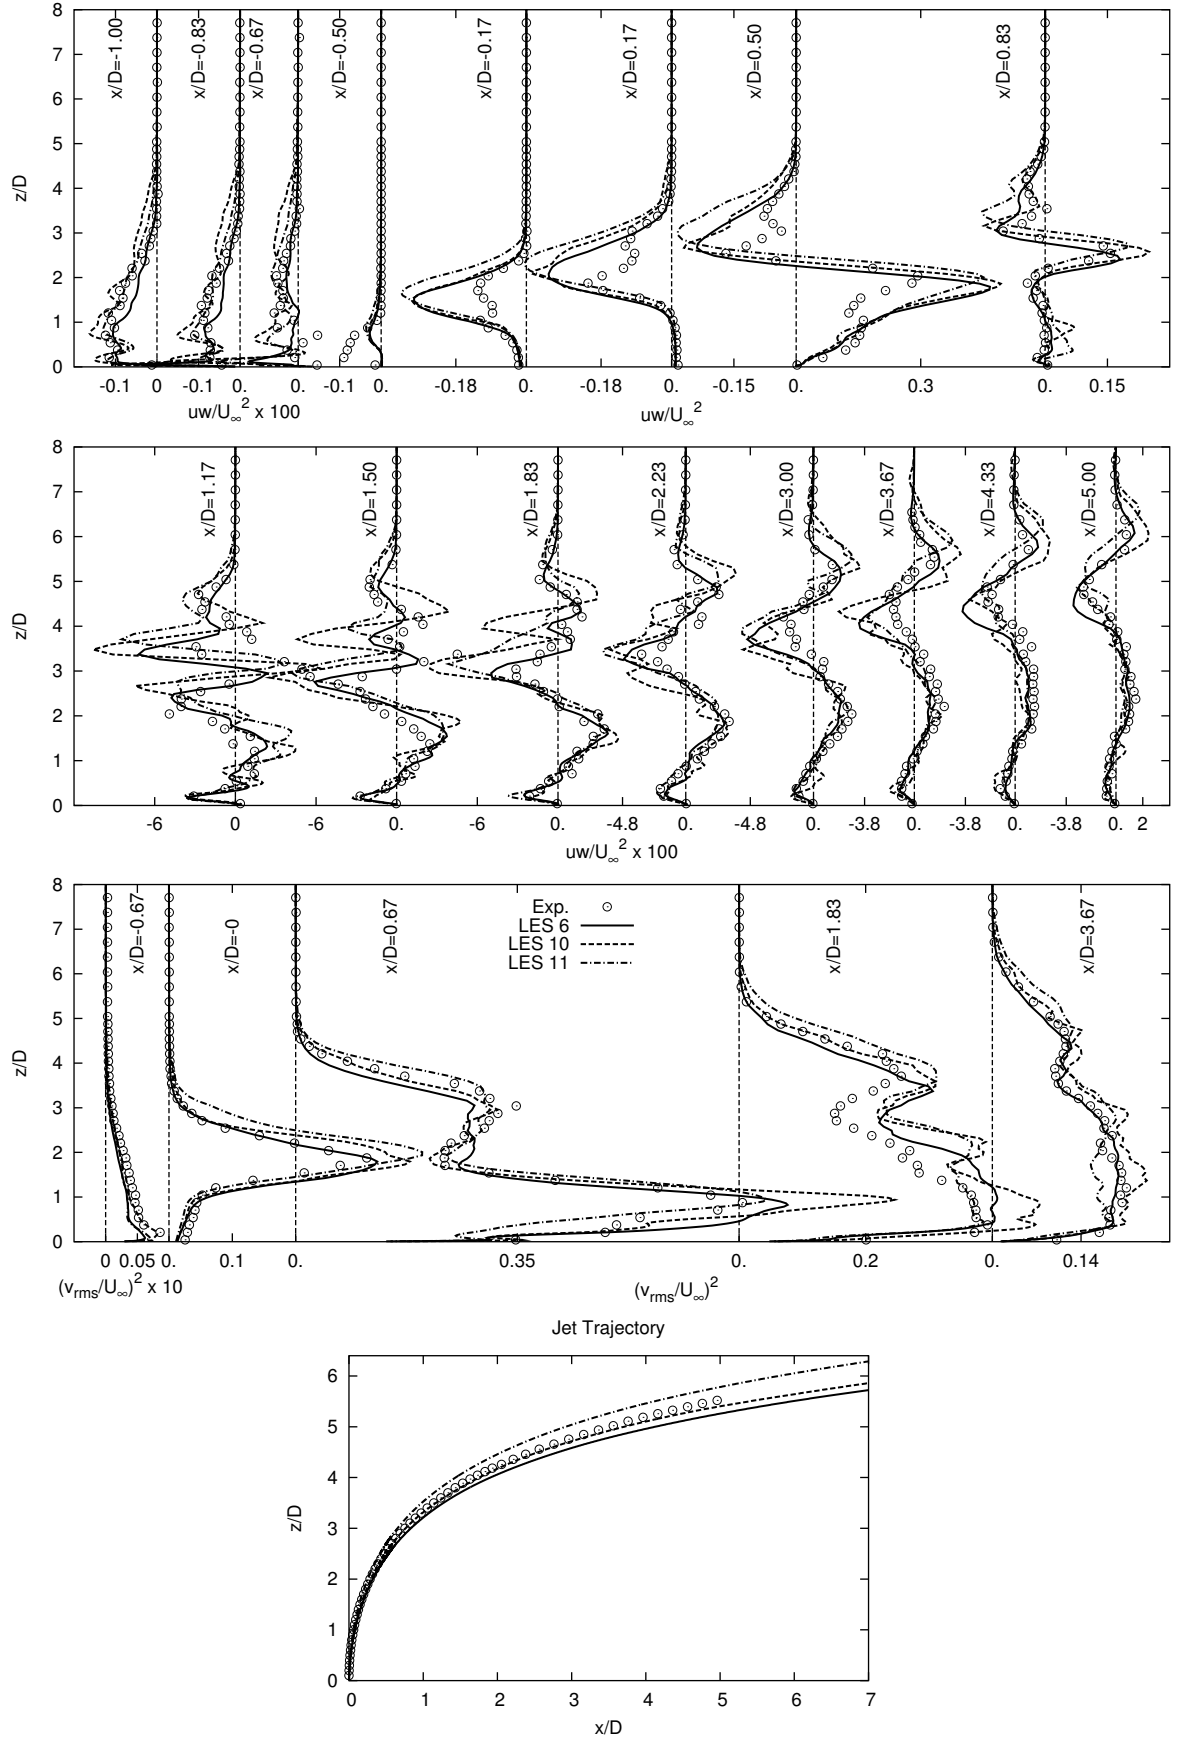 x/D=-1.00
x/D=-0.83
x/D=-0.67
x/D=-0.50
x/D=-0.17
x/D=0.17
x/D=0.50
x/D=0.83
8
7
6
5
4
3
2
1
0
z/D
-0.1 0 -0.1 0. 0. -0.1 0. -0.18 0. -0.18 0. -0.15 0. 0.3 0. 0.15
uw/U∞² x 100
uw/U∞²
x/D=1.17
x/D=1.50
x/D=1.83
x/D=2.23
x/D=3.00
x/D=3.67
x/D=4.33
x/D=5.00
8
7
6
5
4
3
2
1
0
z/D
-6 0 -6 0. -6 0. -4.8 0. -4.8 0. -3.8 0. -3.8 0. -3.8 0. 2
uw/U∞² x 100
x/D=-0.67
x/D=-0
x/D=0.67
Exp.
LES 6
LES 10
LES 11
x/D=1.83
x/D=3.67
8
7
6
5
4
3
2
1
0
z/D
0 0.05 0. 0.1 0. 0.35 0. 0.2 0. 0.14
(vrms/U∞)² x 10
(vrms/U∞)²
Jet Trajectory
6
5
4
3
2
1
0
z/D
0 1 2 3 4 5 6 7
x/D